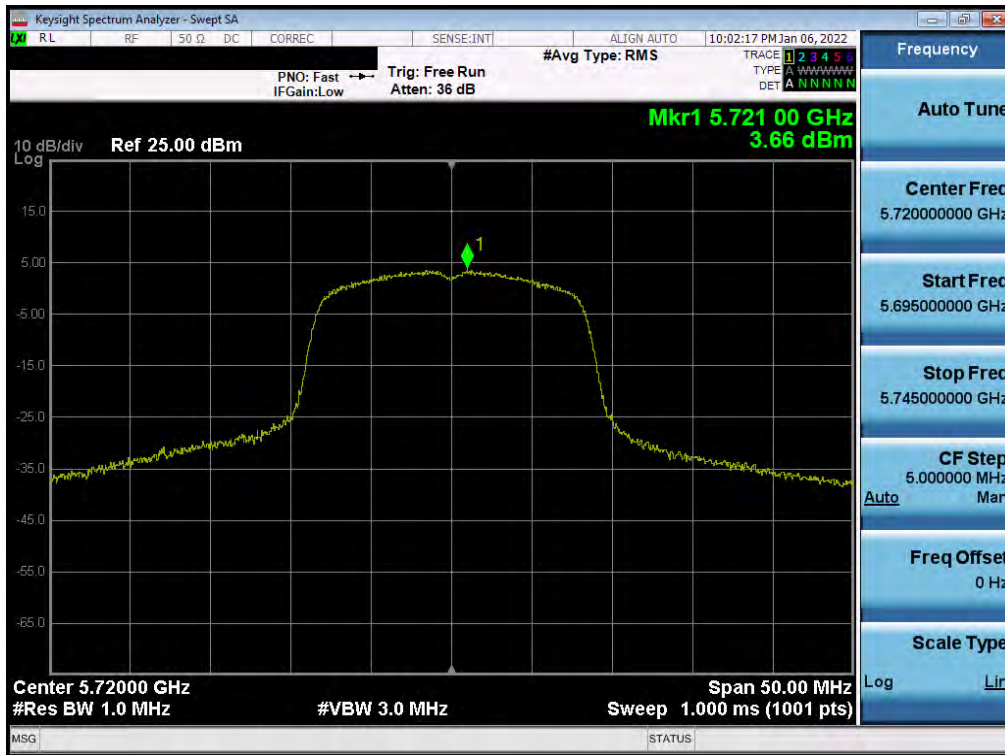 Keysight Spectrum Analyzer - Swept SA
LXI RL RF 50 Ω DC CORREC SENSE:INT ALIGN AUTO 10:02:17 PM Jan 06, 2022
#Avg Type: RMS TRACE 1 2 3 4 5 6
PNO: Fast Trig: Free Run TYPE A WWWWW
IFGain:Low Atten: 36 dB DET A N N N N N
Mkr1 5.721 00 GHz
3.66 dBm
10 dB/div Ref 25.00 dBm
Log
15.0
5.00
1
-5.00
-15.0
-25.0
-35.0
-45.0
-55.0
-65.0
Center 5.72000 GHz Span 50.00 MHz
#Res BW 1.0 MHz #VBW 3.0 MHz Sweep 1.000 ms (1001 pts)
MSG STATUS
Frequency
Auto Tune
Center Freq
5.720000000 GHz
Start Freq
5.695000000 GHz
Stop Freq
5.745000000 GHz
CF Step
5.000000 MHz
Auto Man
Freq Offset
0 Hz
Scale Type
Log Lin